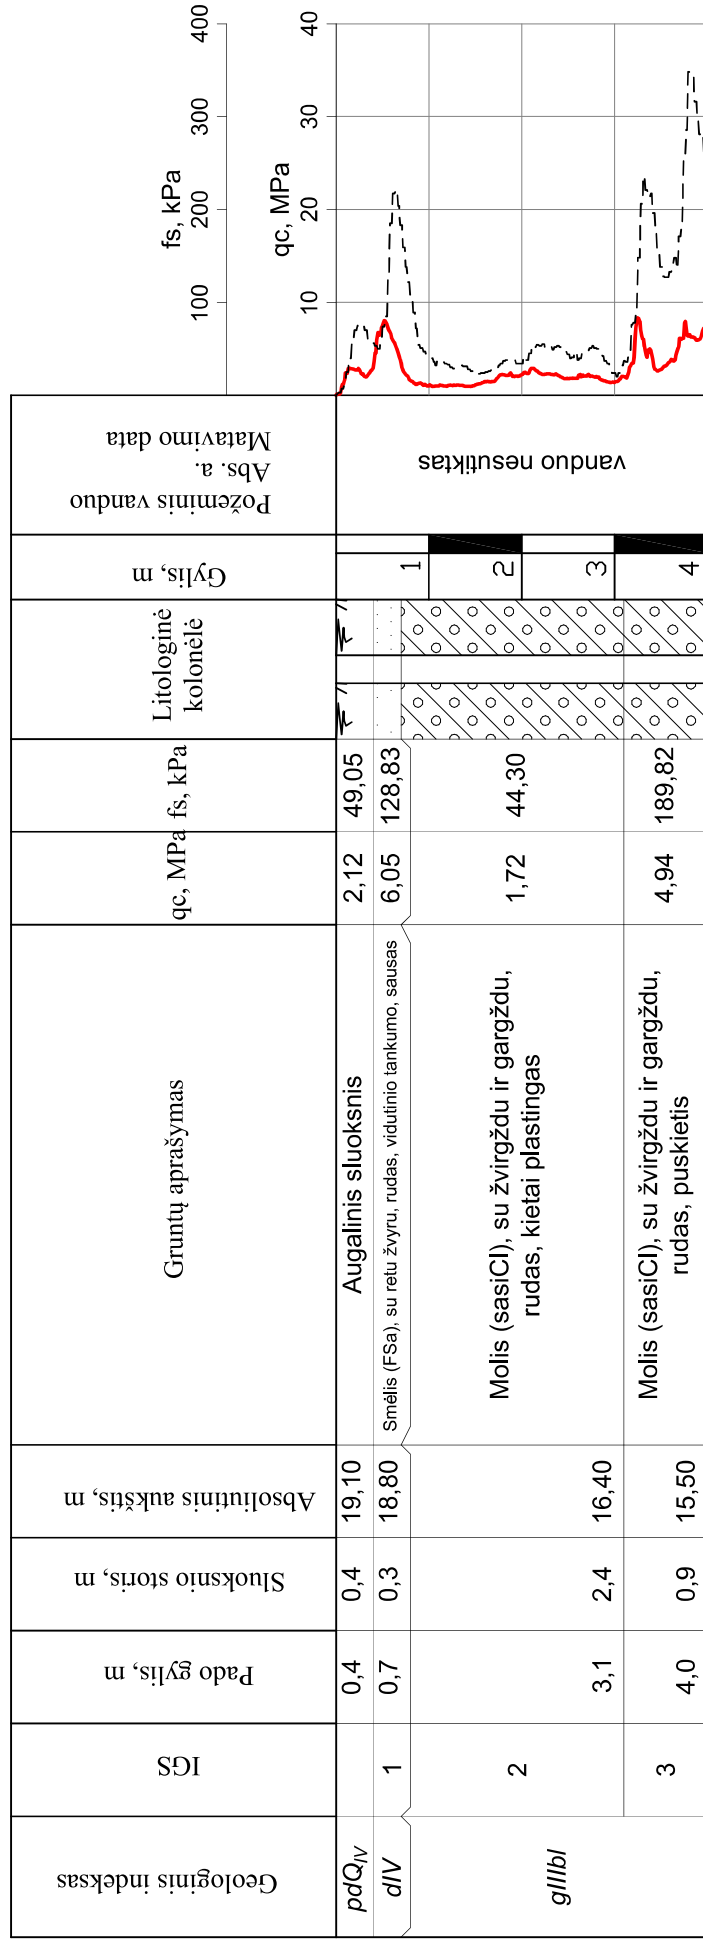 Geologinis indeksas
IGS
Pado gylis, m
Sluoksnio storis, m
Absoliutinis aukštis, m
Gruntų aprašymas
qc, MPa
fs, kPa
Litologinė
kolonėlė
Gylis, m
Požeminis vanduo
Abs. a.
Matavimo data
fs, kPa
100
200
300
400
qc, MPa
10
20
30
40
pdQIV
0,4
0,4
19,10
Augalinis sluoksnis
2,12
49,05
dIV
1
0,7
0,3
18,80
Smėlis (FSa), su retu žvyru, rudas, vidutinio tankumo, sausas
6,05
128,83
gIIIbl
2
3,1
2,4
16,40
Molis (sasiCl), su žvirgždu ir gargždu,
rudas, kietai plastingas
1,72
44,30
3
4,0
0,9
15,50
Molis (sasiCl), su žvirgždu ir gargždu,
rudas, puskietis
4,94
189,82
1
2
3
4
vanduo nesutiktas